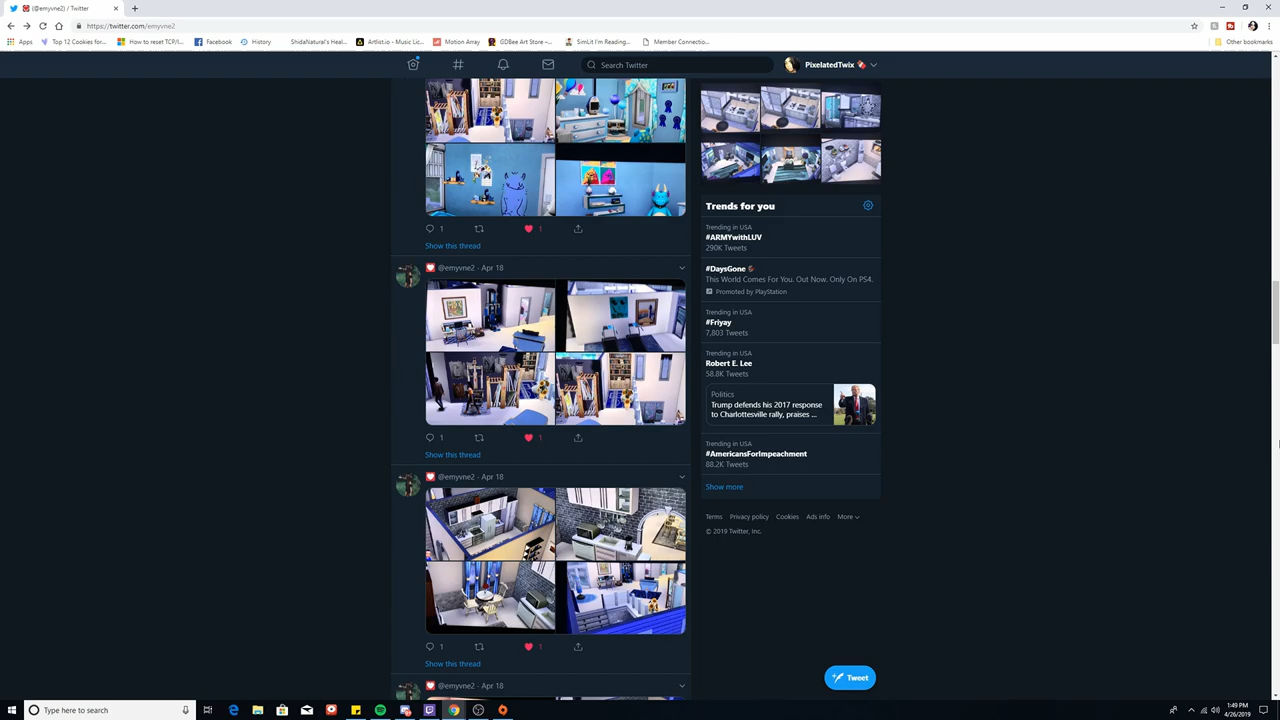 (@emyvne2) / Twitter
https://twitter.com/emyvne2
Apps
Top 12 Cookies for...
How to reset TCP/I...
Facebook
History
ShidaNatural's Heal...
Artlist.io - Music Lic...
Motion Array
GDBee Art Store –...
SimLit I'm Reading...
Member Connectio...
Other bookmarks
Search Twitter
PixelatedTwix
1
1
Show this thread
@emyvne2 · Apr 18
1
1
Show this thread
@emyvne2 · Apr 18
1
1
Show this thread
@emyvne2 · Apr 18
Trends for you
Trending in USA
#ARMYwithLUV
290K Tweets
#DaysGone
This World Comes For You. Out Now. Only On PS4.
Promoted by PlayStation
Trending in USA
#Friyay
7,803 Tweets
Trending in USA
Robert E. Lee
58.8K Tweets
Politics
Trump defends his 2017 response
to Charlottesville rally, praises ...
Trending in USA
#AmericansForImpeachment
88.2K Tweets
Show more
Terms Privacy policy Cookies Ads info More
© 2019 Twitter, Inc.
Tweet
Type here to search
1:49 PM
4/26/2019